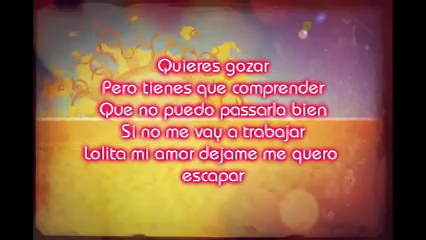 Quieres gozar
Pero tienes que comprender
Que no puedo passarla bien
Si no me vay a trabajar
Lolita mi amor dejame me quero
escapar